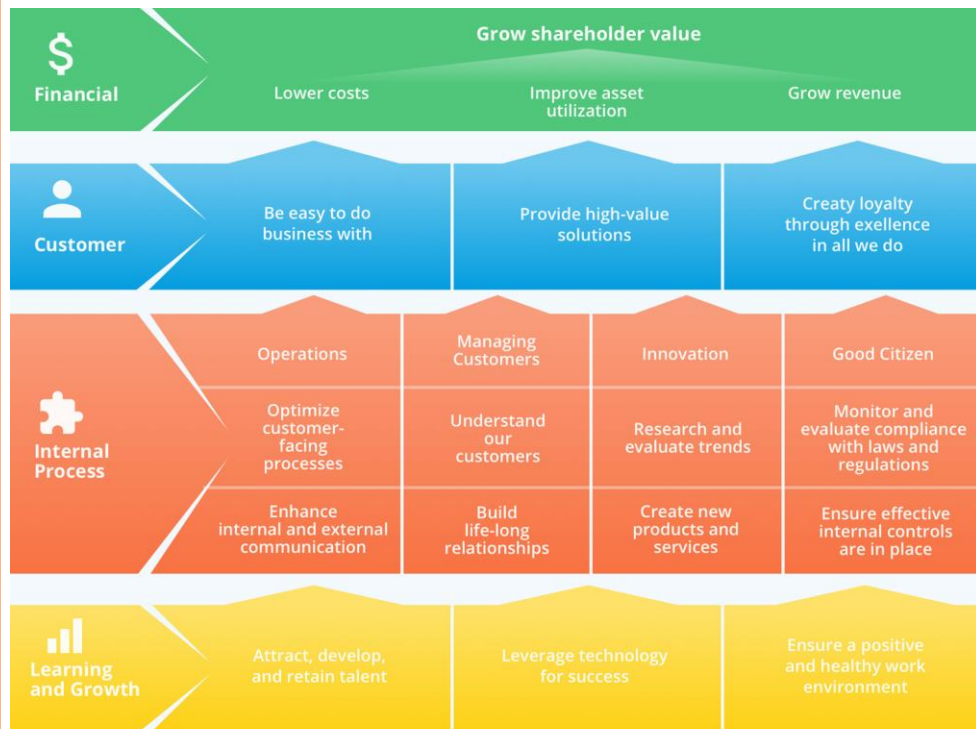 Grow shareholder value
Financial
Lower costs
Improve asset
utilization
Grow revenue
Customer
Be easy to do
business with
Provide high-value
solutions
Creaty loyalty
through exellence
in all we do
Internal
Process
Operations
Managing
Customers
Innovation
Good Citizen
Optimize
customer-
facing
processes
Understand
our
customers
Research and
evaluate trends
Monitor and
evaluate compliance
with laws and
regulations
Enhance
internal and external
communication
Build
life-long
relationships
Create new
products and
services
Ensure effective
internal controls
are in place
Learning
and Growth
Attract, develop,
and retain talent
Leverage technology
for success
Ensure a positive
and healthy work
environment